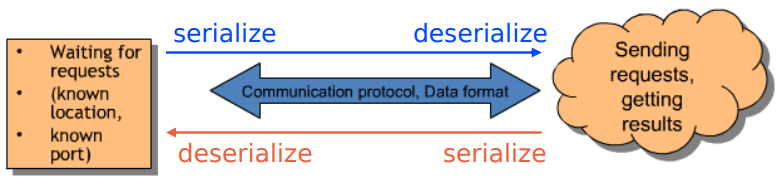 serialize
deserialize
• Waiting for
requests
• (known
location,
• known
port)
Communication protocol, Data format
Sending
requests,
getting
results
deserialize
serialize